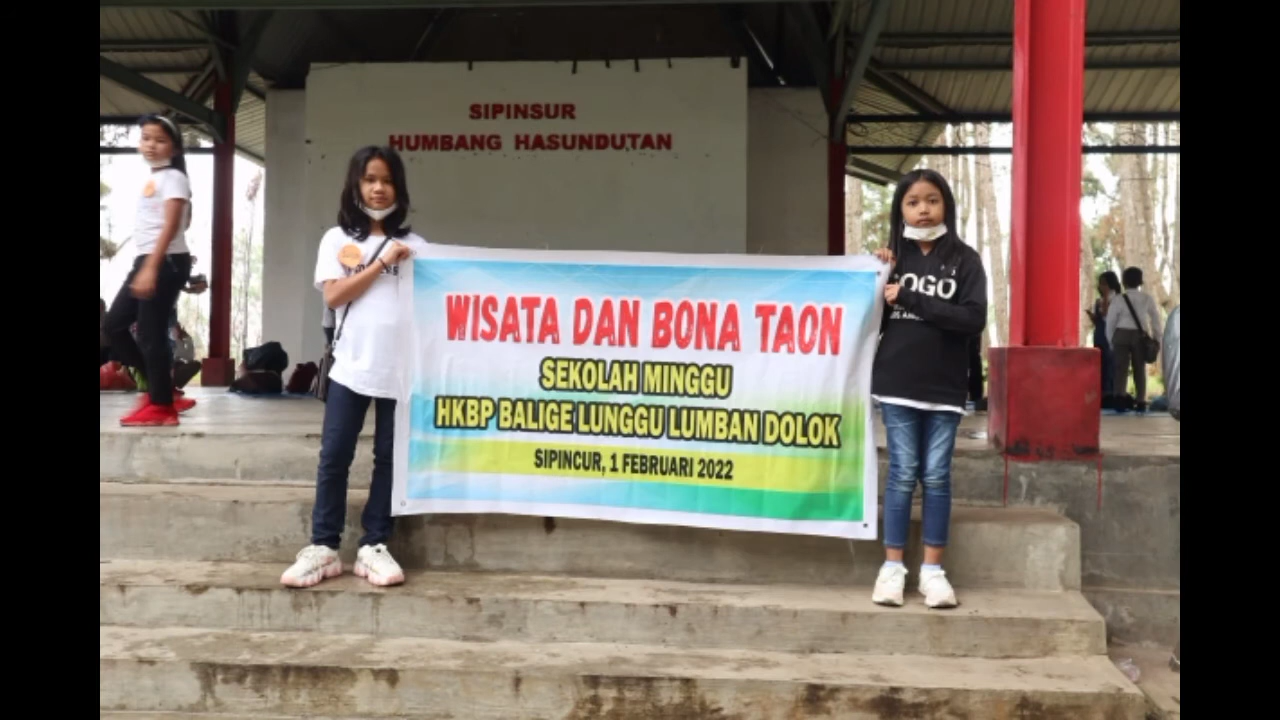 SIPINSUR
HUMBANG HASUNDUTAN
WISATA DAN BONA TAON
SEKOLAH MINGGU
HKBP BALIGE LUNGGU LUMBAN DOLOK
SIPINCUR, 1 FEBRUARI 2022
OGO